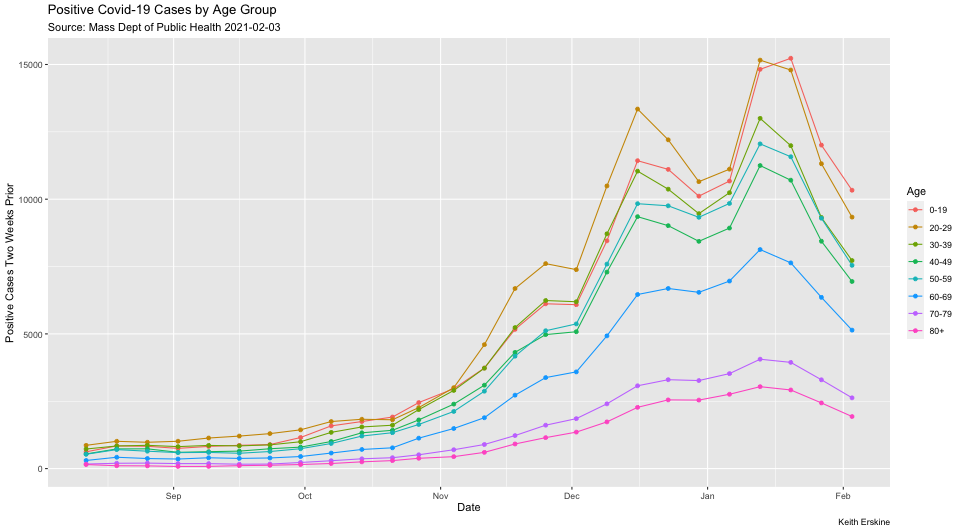 Positive Covid-19 Cases by Age Group
Source: Mass Dept of Public Health 2021-02-03
Positive Cases Two Weeks Prior
15000
10000
5000
0
Sep Oct Nov Dec Jan Feb
Date
Age
0-19
20-29
30-39
40-49
50-59
60-69
70-79
80+
Keith Erskine